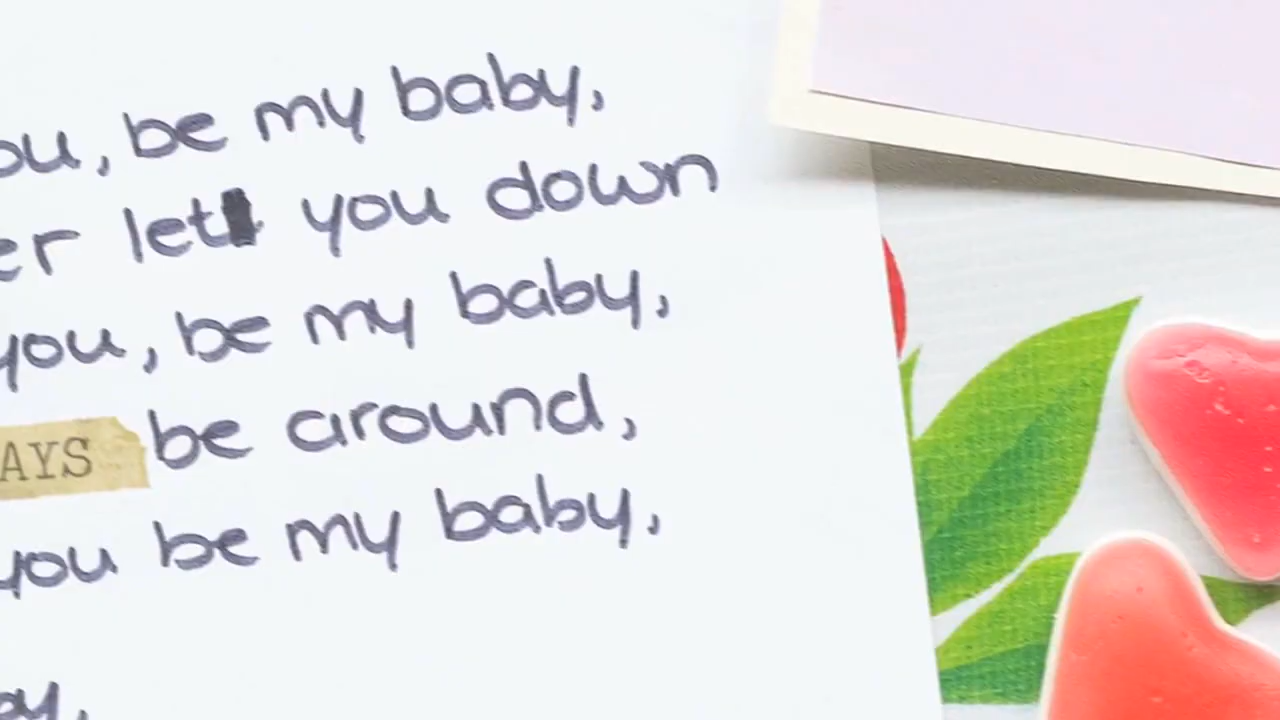 ou, be my baby,
er let you down
you, be my baby,
AYS be around,
you be my baby,
by,